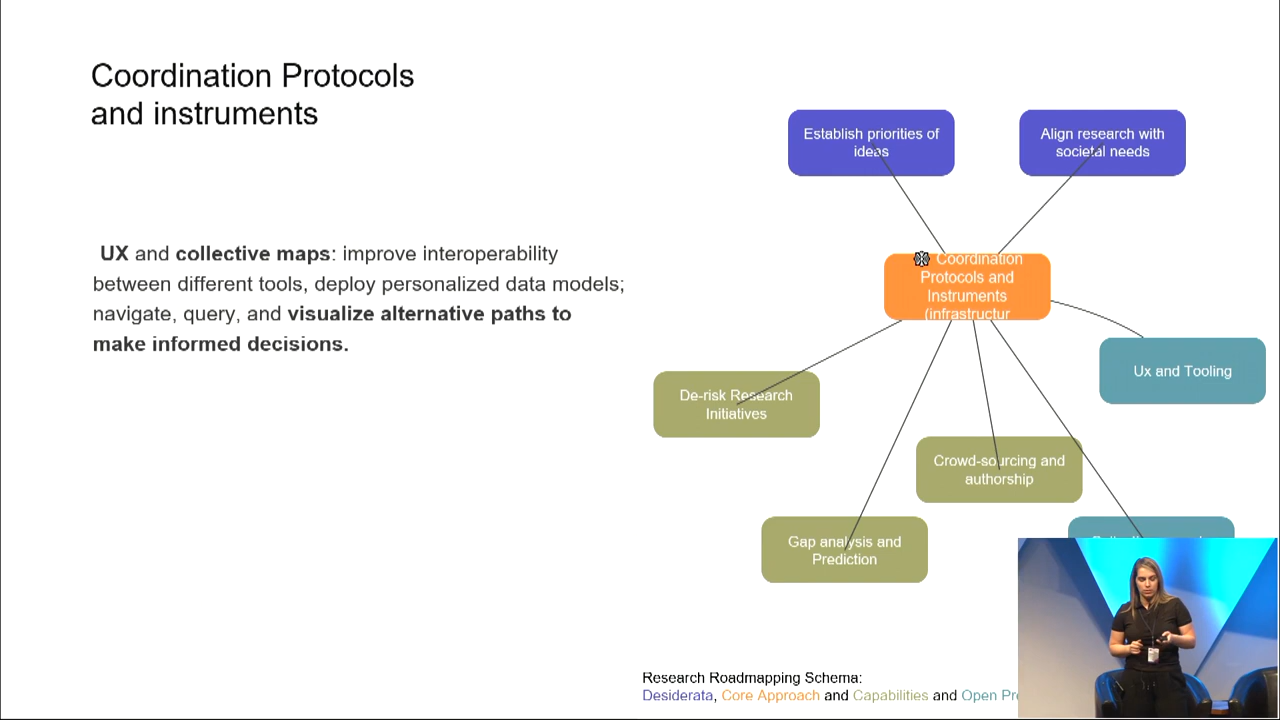 Coordination Protocols
and instruments
UX and collective maps: improve interoperability
between different tools, deploy personalized data models;
navigate, query, and and visualize alternative paths to
make informed decisions.
Establish priorities of
ideas
Align research with
societal needs
Coordination
Protocols and
Instruments
(infrastructur
Ux and Tooling
De-risk Research
Initiatives
Crowd-sourcing and
authorship
Gap analysis and
Prediction
Research Roadmapping Schema:
Desiderata, Core Approach and Capabilities and Open